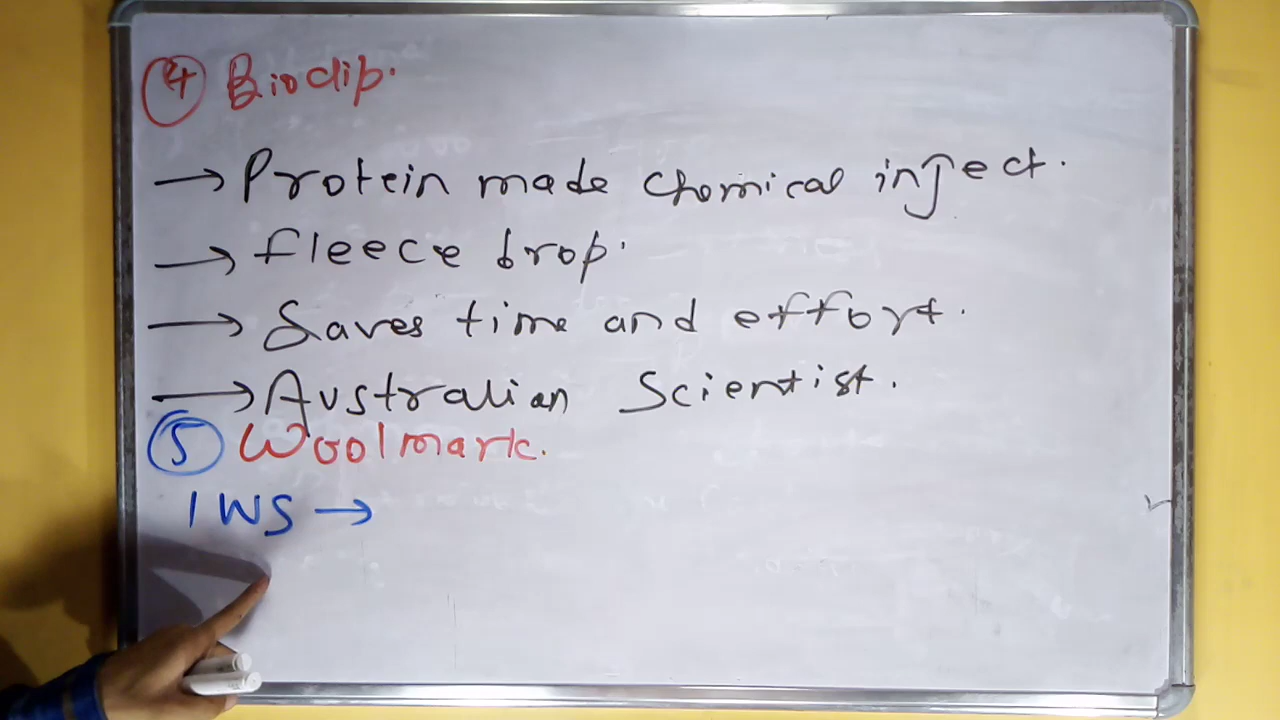 ④ Bioclip.
→ Protein made chemical inject.
→ fleece drop.
→ Saves time and effort.
→ Australian Scientist.
⑤ Woolmark.
IWS →